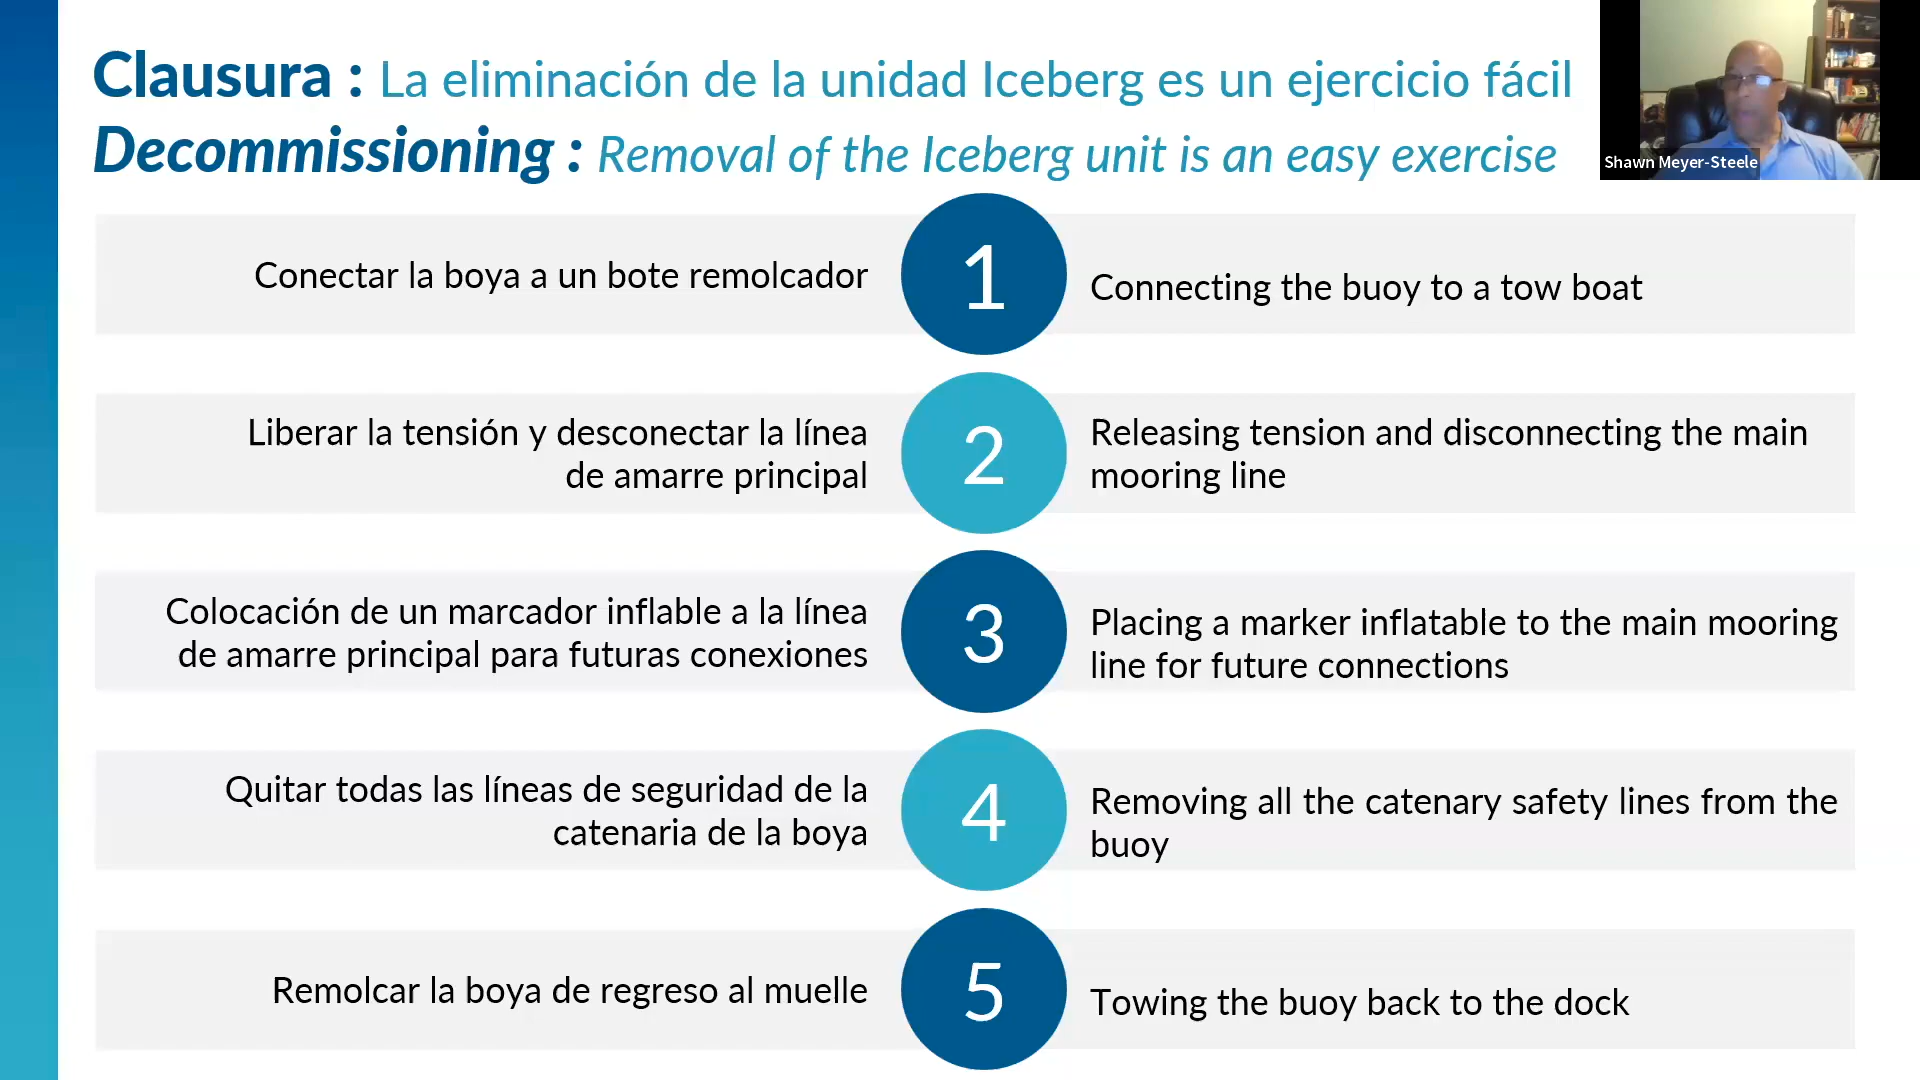 Clausura : La eliminación de la unidad Iceberg es un ejercicio fácil
Decommissioning : Removal of the Iceberg unit is an easy exercise
Shawn Meyer-Steele
Conectar la boya a un bote remolcador
1
Connecting the buoy to a tow boat
Liberar la tensión y desconectar la línea
de amarre principal
2
Releasing tension and disconnecting the main
mooring line
Colocación de un marcador inflable a la línea
de amarre principal para futuras conexiones
3
Placing a marker inflatable to the main mooring
line for future connections
Quitar todas las líneas de seguridad de la
catenaria de la boya
4
Removing all the catenary safety lines from the
buoy
Remolcar la boya de regreso al muelle
5
Towing the buoy back to the dock